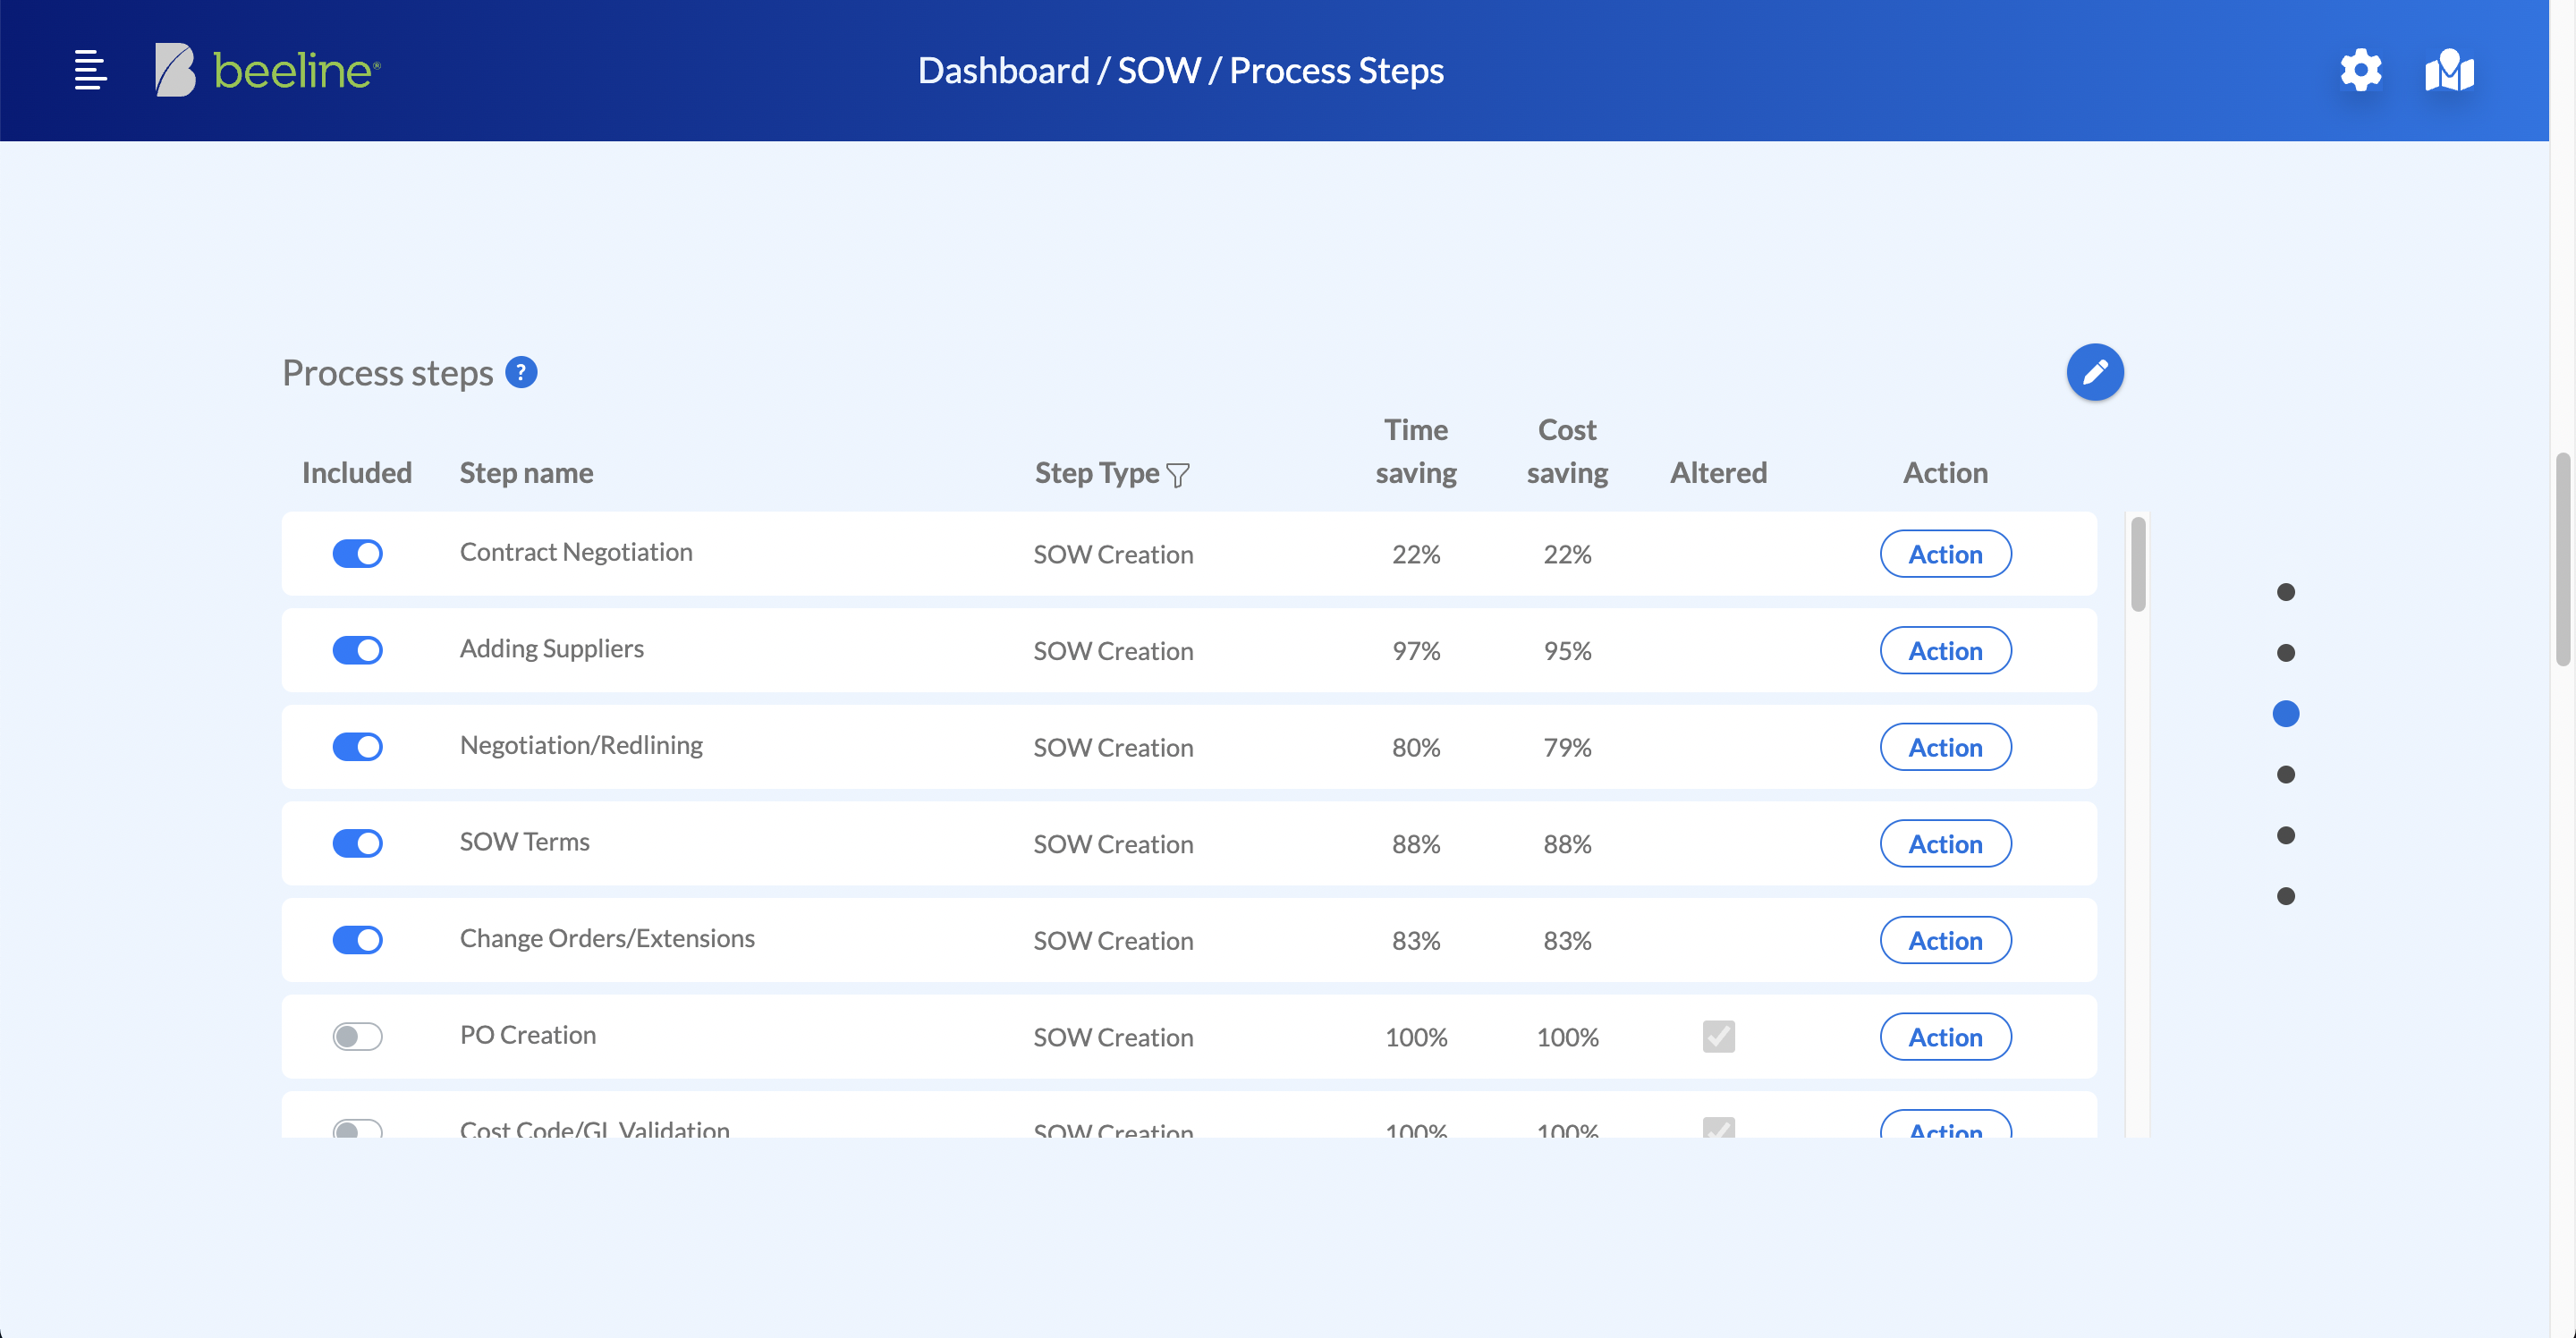 beeline®
Dashboard / SOW / Process Steps
Process steps ?
Included Step name Step Type Time saving Cost saving Altered Action
Contract Negotiation SOW Creation 22% 22% Action
Adding Suppliers SOW Creation 97% 95% Action
Negotiation/Redlining SOW Creation 80% 79% Action
SOW Terms SOW Creation 88% 88% Action
Change Orders/Extensions SOW Creation 83% 83% Action
PO Creation SOW Creation 100% 100% Action
Cost Code/GL Validation SOW Creation 100% 100% Action